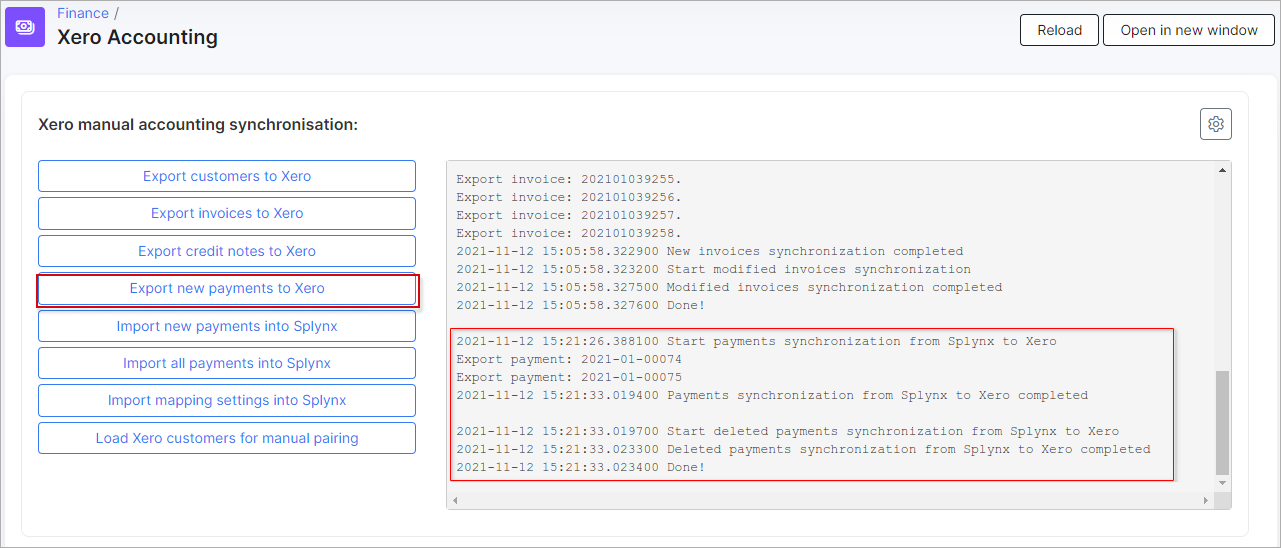 Finance /
Xero Accounting
Reload
Open in new window
Xero manual accounting synchronisation:
Export customers to Xero
Export invoices to Xero
Export credit notes to Xero
Export new payments to Xero
Import new payments into Splynx
Import all payments into Splynx
Import mapping settings into Splynx
Load Xero customers for manual pairing
Export invoice: 202101039255.
Export invoice: 202101039256.
Export invoice: 202101039257.
Export invoice: 202101039258.
2021-11-12 15:05:58.322900 New invoices synchronization completed
2021-11-12 15:05:58.323200 Start modified invoices synchronization
2021-11-12 15:05:58.327500 Modified invoices synchronization completed
2021-11-12 15:05:58.327600 Done!
2021-11-12 15:21:26.388100 Start payments synchronization from Splynx to Xero
Export payment: 2021-01-00074
Export payment: 2021-01-00075
2021-11-12 15:21:33.019400 Payments synchronization from Splynx to Xero completed
2021-11-12 15:21:33.019700 Start deleted payments synchronization from Splynx to Xero
2021-11-12 15:21:33.023300 Deleted payments synchronization from Splynx to Xero completed
2021-11-12 15:21:33.023400 Done!